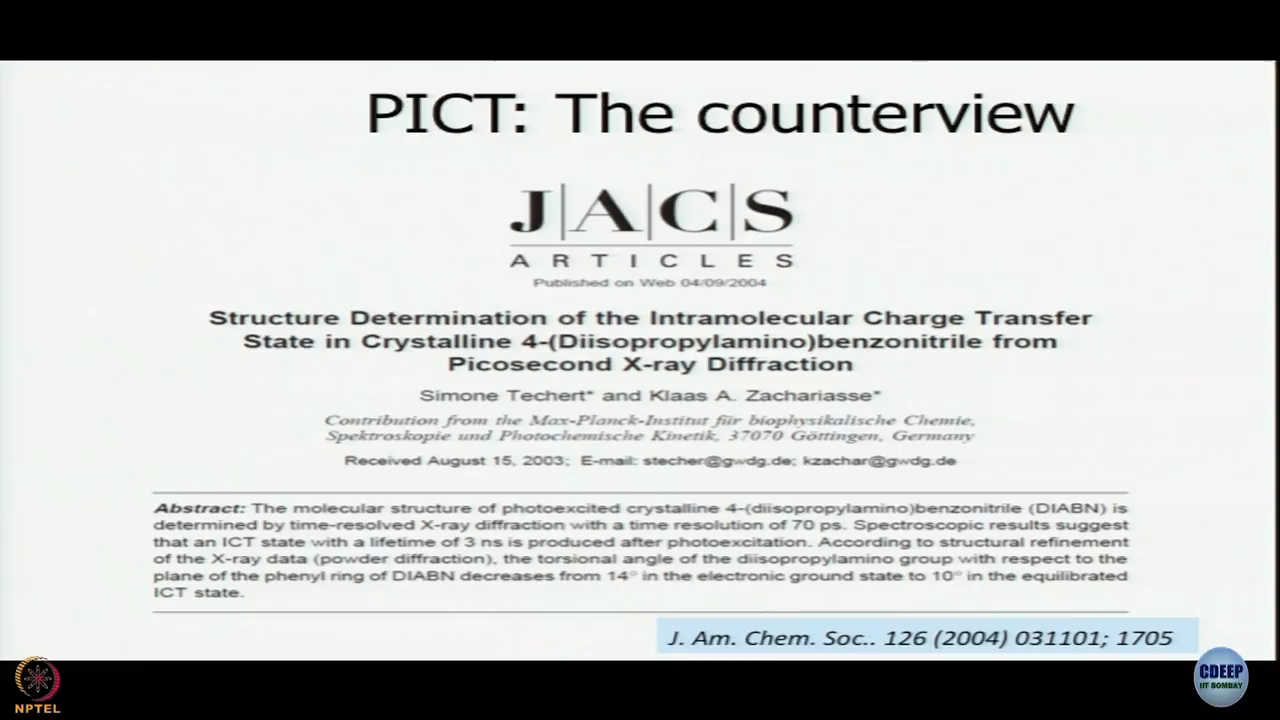 PICT: The counterview
J|A|C|S
ARTICLES
Published on Web 04/09/2004
Structure Determination of the Intramolecular Charge Transfer
State in Crystalline 4-(Diisopropylamino)benzonitrile from
Picosecond X-ray Diffraction
Simone Techert* and Klaas A. Zachariasse*
Contribution from the Max-Planck-Institut für biophysikalische Chemie,
Spektroskopie und Photochemische Kinetik, 37070 Göttingen, Germany
Received August 15, 2003; E-mail: stecher@gwdg.de; kzachar@gwdg.de
Abstract: The molecular structure of photoexcited crystalline 4-(diisopropylamino)benzonitrile (DIABN) is
determined by time-resolved X-ray diffraction with a time resolution of 70 ps. Spectroscopic results suggest
that an ICT state with a lifetime of 3 ns is produced after photoexcitation. According to structural refinement
of the X-ray data (powder diffraction), the torsional angle of the diisopropylamino group with respect to the
plane of the phenyl ring of DIABN decreases from 14° in the electronic ground state to 10° in the equilibrated
ICT state.
J. Am. Chem. Soc.. 126 (2004) 031101; 1705
NPTEL
CDEEP
IIT BOMBAY